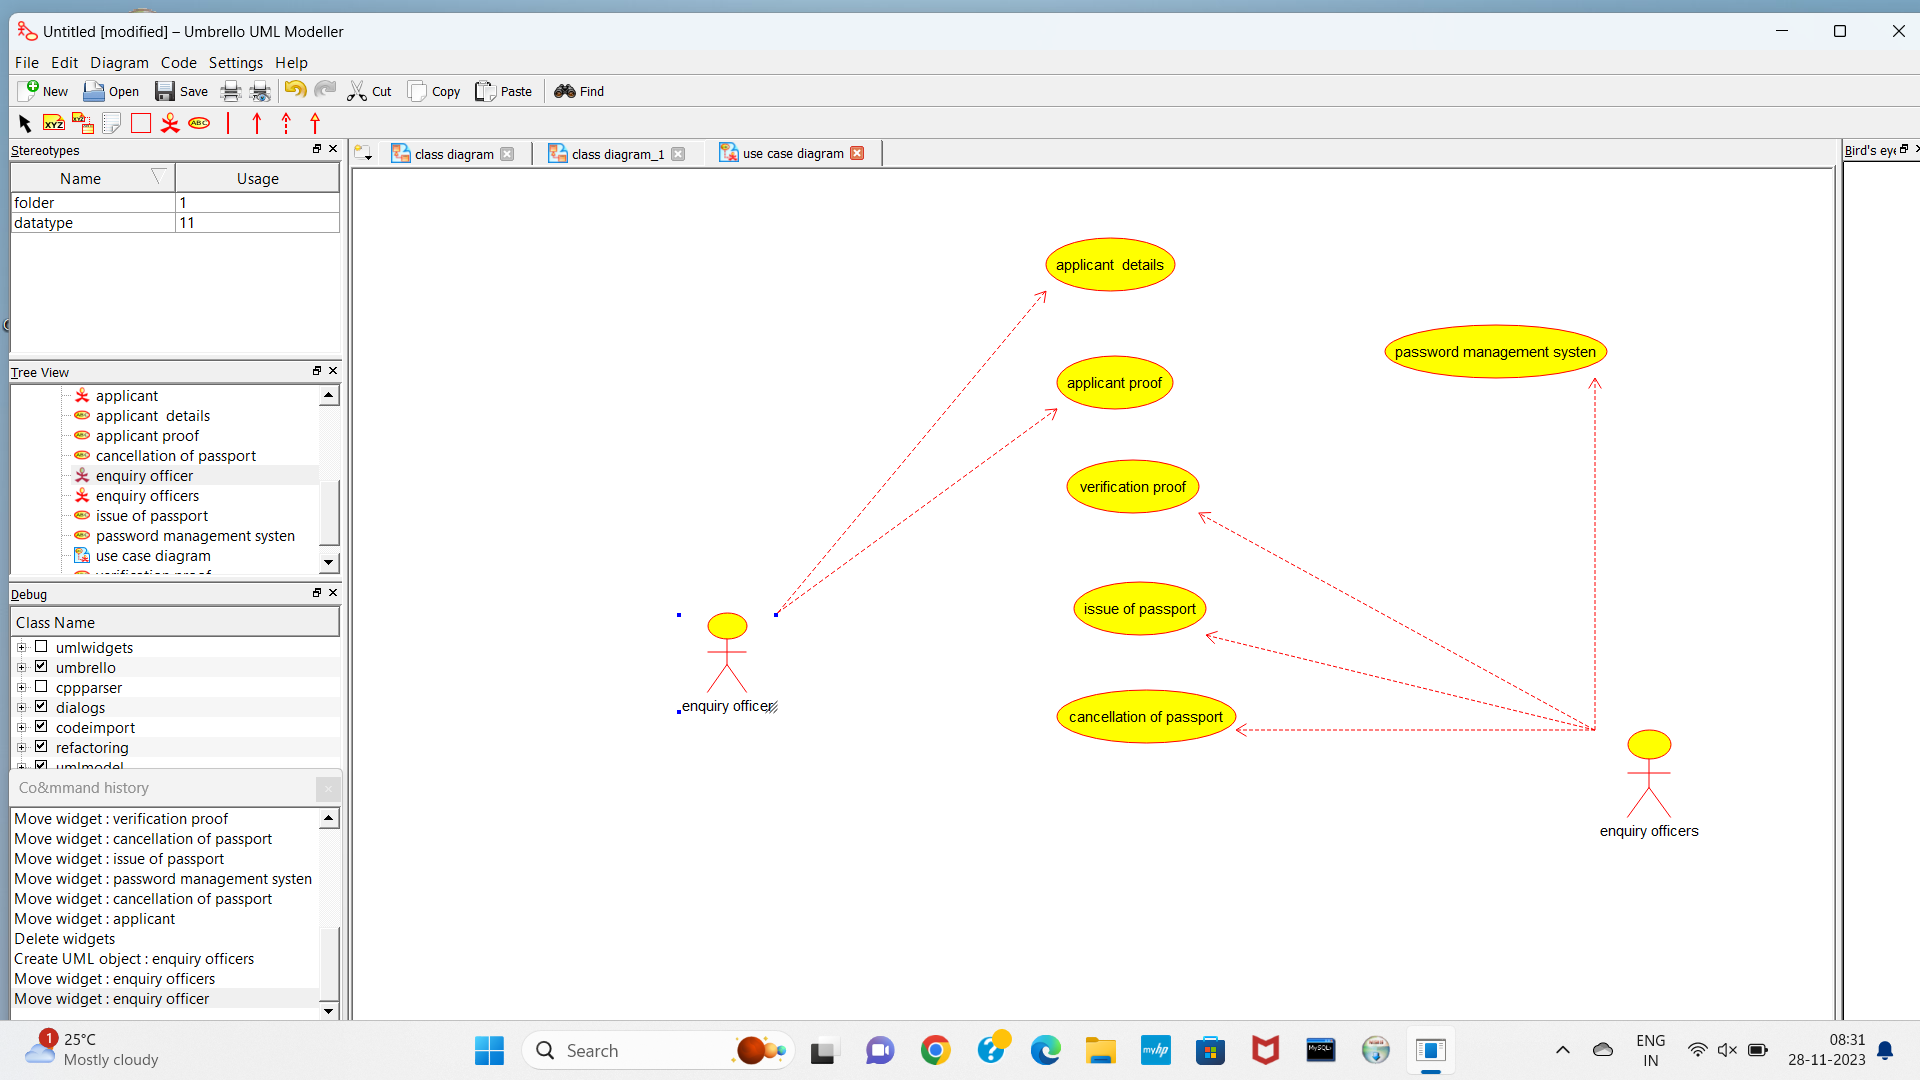 Untitled [modified] – Umbrello UML Modeller
File Edit Diagram Code Settings Help
New Open Save Cut Copy Paste Find
XYZ XYZ ABC
Stereotypes
Name Usage
folder 1
datatype 11
Tree View
applicant
applicant  details
applicant proof
cancellation of passport
enquiry officer
enquiry officers
issue of passport
password management systen
use case diagram
verification proof
Debug
Class Name
umlwidgets
umbrello
cppparser
dialogs
codeimport
refactoring
umlmodel
Co&mmand history
Move widget : verification proof
Move widget : cancellation of passport
Move widget : issue of passport
Move widget : password management systen
Move widget : cancellation of passport
Move widget : applicant
Delete widgets
Create UML object : enquiry officers
Move widget : enquiry officers
Move widget : enquiry officer
class diagram class diagram_1 use case diagram
applicant  details
password management systen
applicant proof
verification proof
issue of passport
cancellation of passport
enquiry officer
enquiry officers
Bird's eye
1
25°C
Mostly cloudy
Search
myhp
MySQL
ENG
IN
08:31
28-11-2023